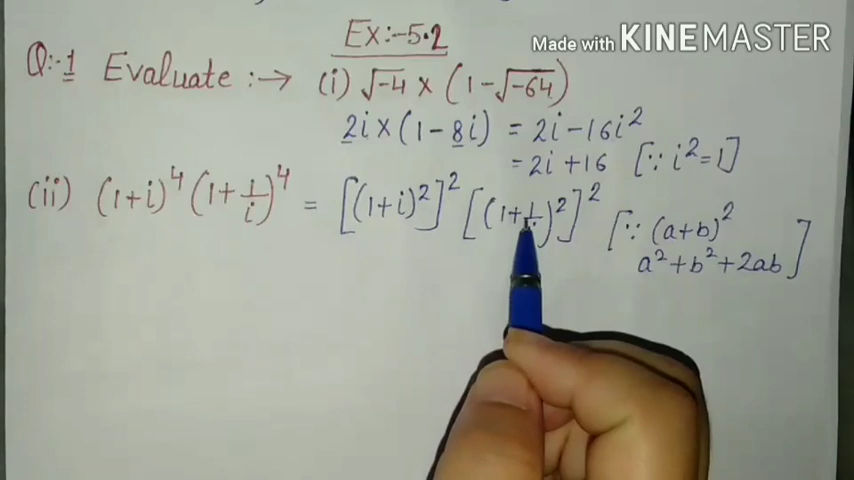 Ex:-5.2
Made with KINEMASTER
Q:-1 Evaluate :→ (i) √-4 × (1-√-64)
2i×(1-8i) = 2i-16i²
= 2i+16 [∵ i²=1]
(ii) (1+i)⁴(1+1/i)⁴ = [(1+i)²]² [(1+1/i)²]² [∵ (a+b)²
a²+b²+2ab]